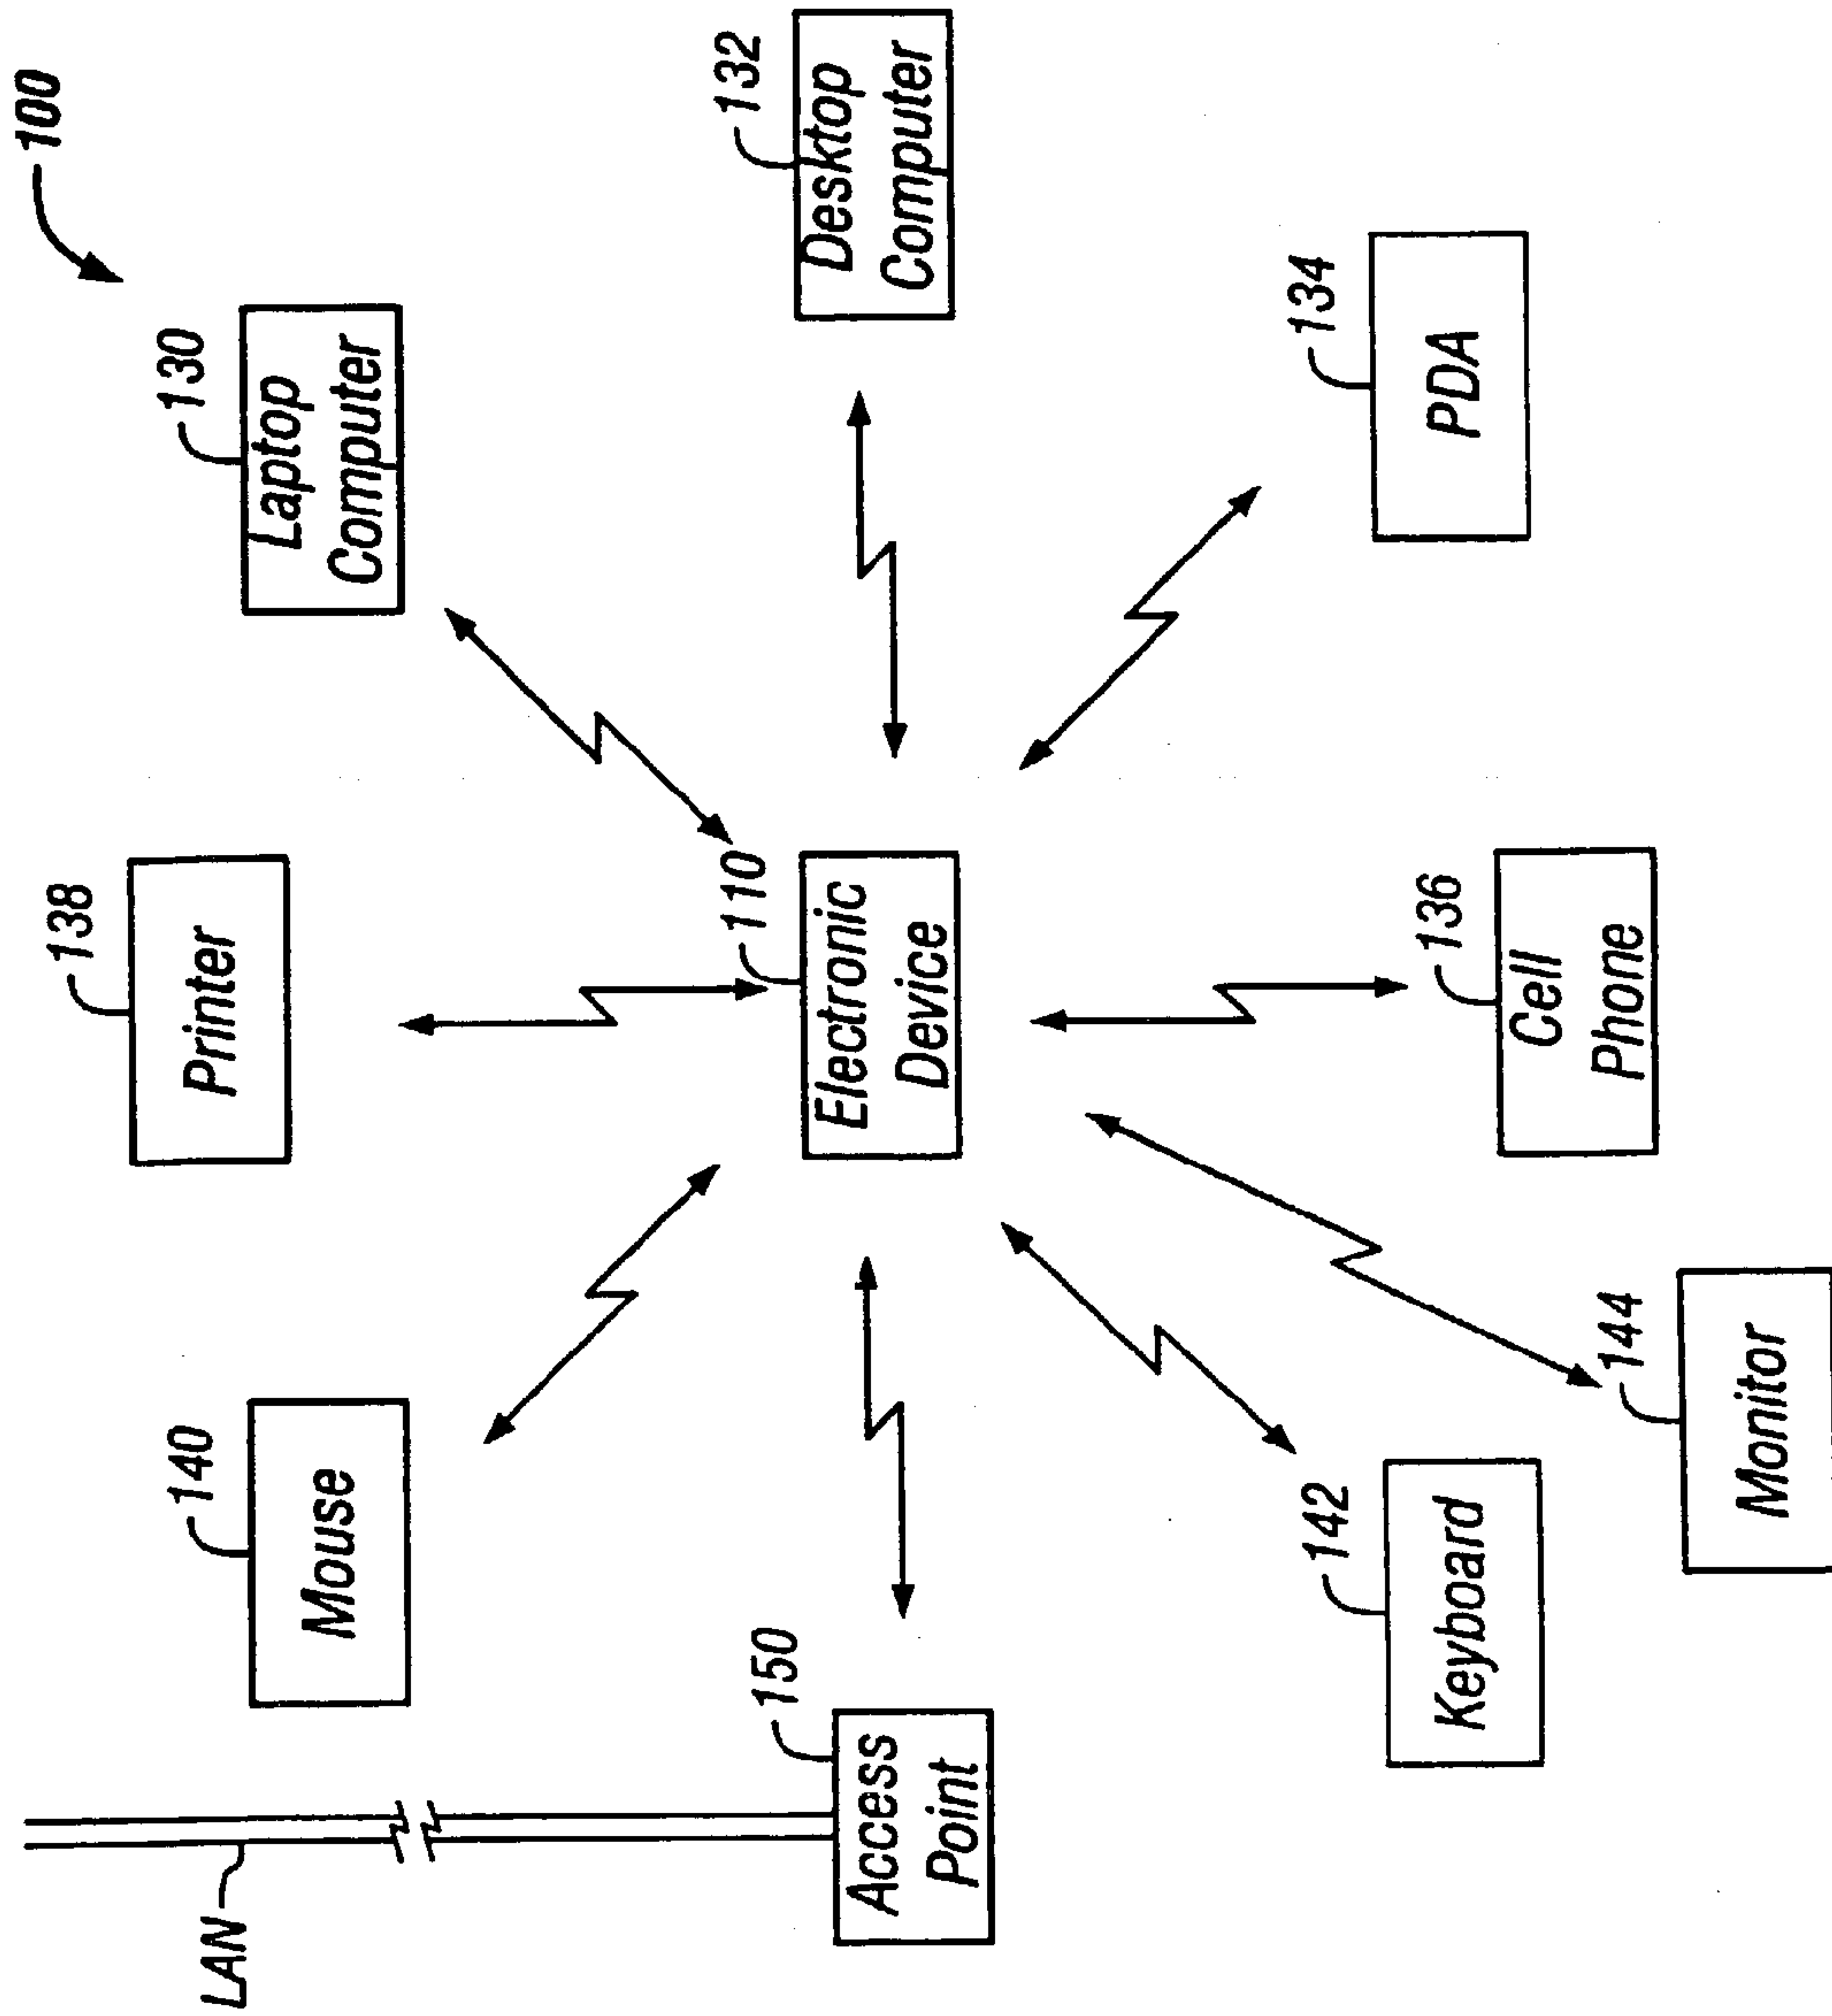 100
138
Printer
LAN
140
Mouse
130
Laptop
Computer
150
Access
Point
110
Electronic
Device
132
Desktop
Computer
142
Keyboard
134
PDA
136
Cell
Phone
144
Monitor